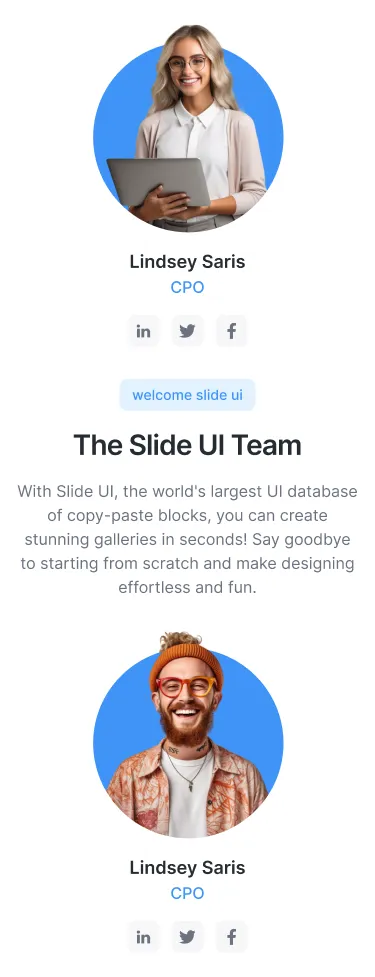 Lindsey Saris
CPO
welcome slide ui
The Slide UI Team
With Slide UI, the world's largest UI database
of copy-paste blocks, you can create
stunning galleries in seconds! Say goodbye
to starting from scratch and make designing
effortless and fun.
Lindsey Saris
CPO